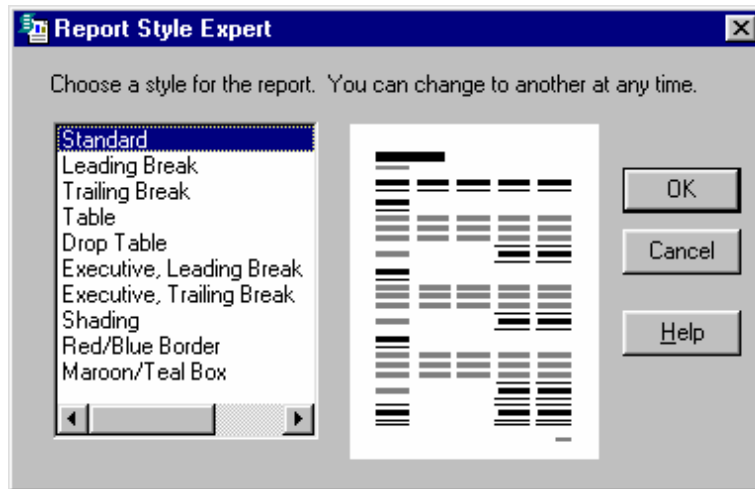 Report Style Expert
Choose a style for the report. You can change to another at any time.
Standard
Leading Break
Trailing Break
Table
Drop Table
Executive, Leading Break
Executive, Trailing Break
Shading
Red/Blue Border
Maroon/Teal Box
OK
Cancel
Help